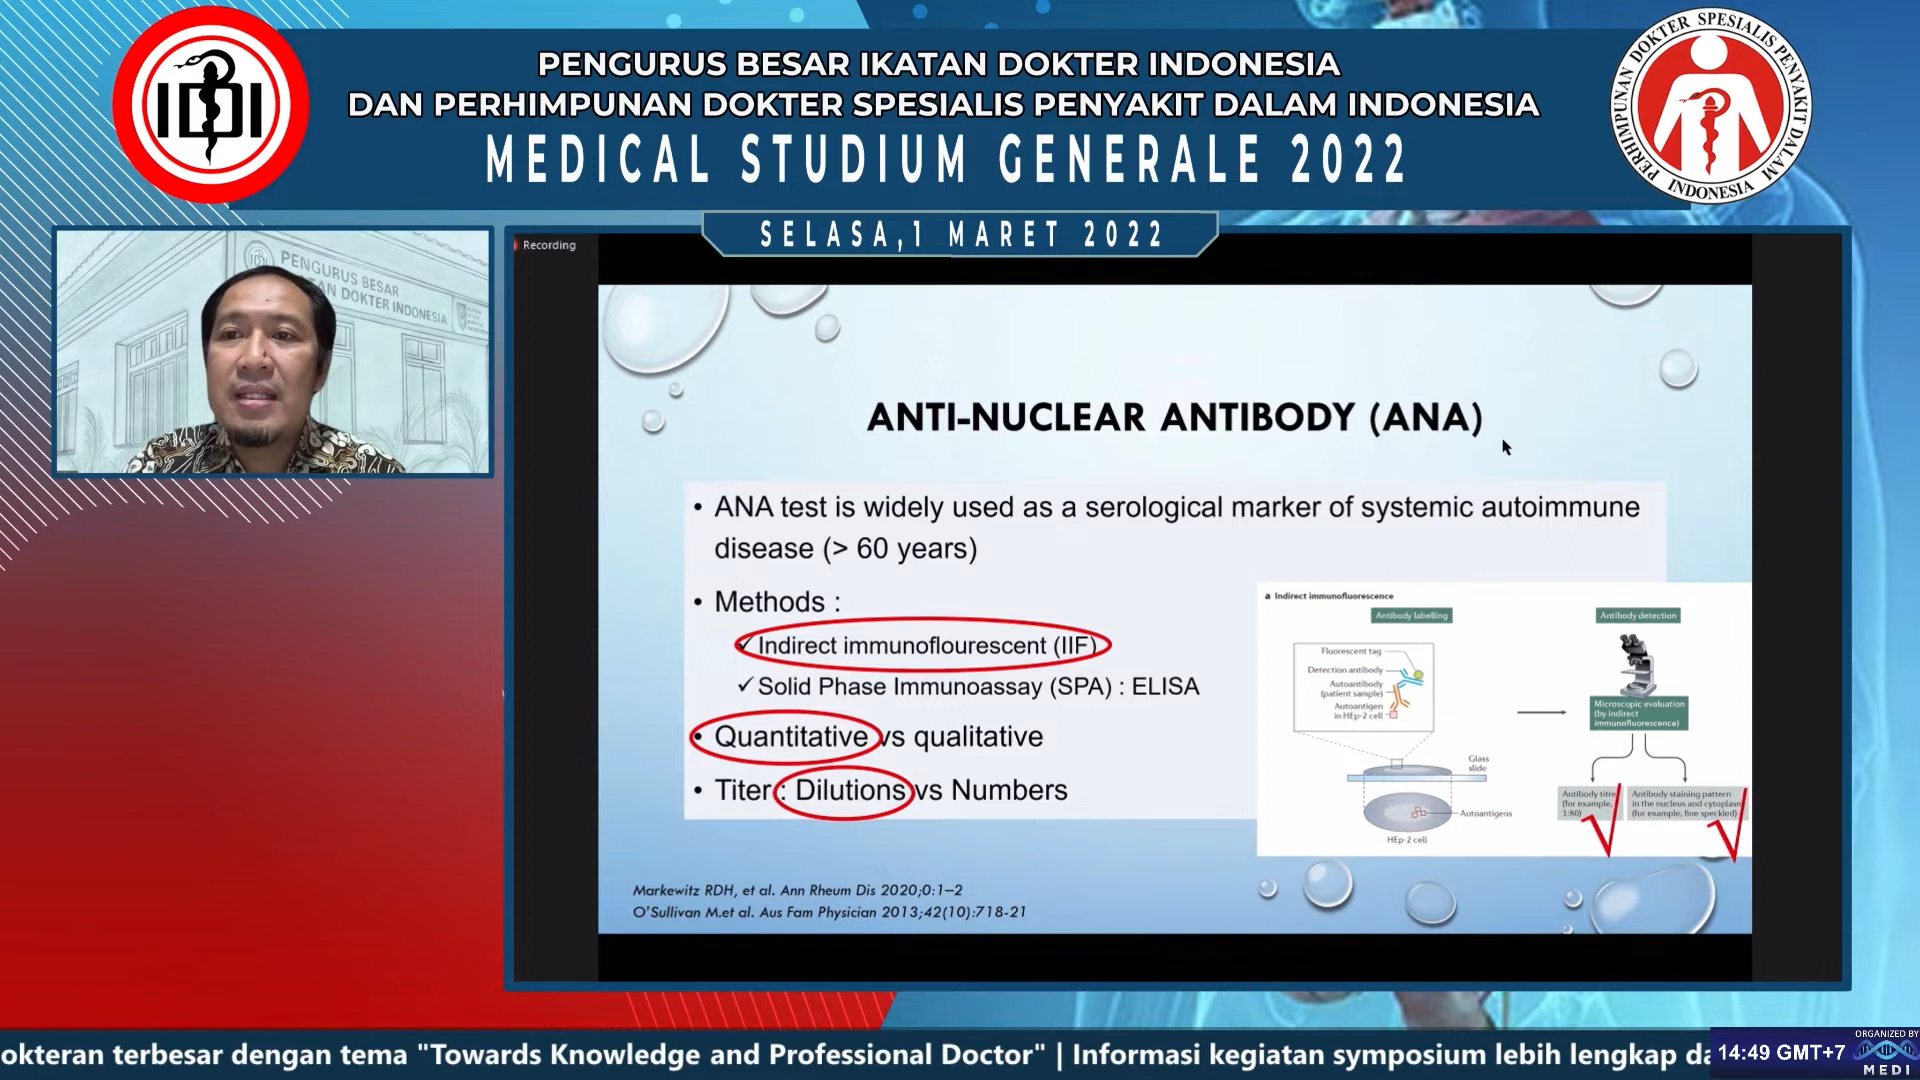 IDI
PENGURUS BESAR IKATAN DOKTER INDONESIA
DAN PERHIMPUNAN DOKTER SPESIALIS PENYAKIT DALAM INDONESIA
MEDICAL STUDIUM GENERALE 2022
PERHIMPUNAN DOKTER SPESIALIS PENYAKIT DALAM
INDONESIA
SELASA,1 MARET 2022
PENGURUS BESAR
IKATAN DOKTER INDONESIA
Recording
ANTI-NUCLEAR ANTIBODY (ANA)
• ANA test is widely used as a serological marker of systemic autoimmune
disease (> 60 years)
• Methods :
✓ Indirect immunoflourescent (IIF)
✓ Solid Phase Immunoassay (SPA) : ELISA
• Quantitative vs qualitative
• Titer : Dilutions vs Numbers
a Indirect immunofluorescence
Antibody labelling
Fluorescent tag
Detection antibody
Autoantibody
(patient sample)
Autoantigen
in HEp-2 cell
Glass
slide
Autoantigens
HEp-2 cell
Antibody detection
Microscopic evaluation
(by indirect
immunofluorescence)
Antibody titre
(for example,
1:80)
Antibody staining pattern
in the nucleus and cytoplasm
(for example, fine speckled)
Markewitz RDH, et al. Ann Rheum Dis 2020;0:1–2
O'Sullivan M.et al. Aus Fam Physician 2013;42(10):718-21
okteran terbesar dengan tema "Towards Knowledge and Professional Doctor" | Informasi kegiatan symposium lebih lengkap da
14:49 GMT+7
ORGANIZED BY
MEDI